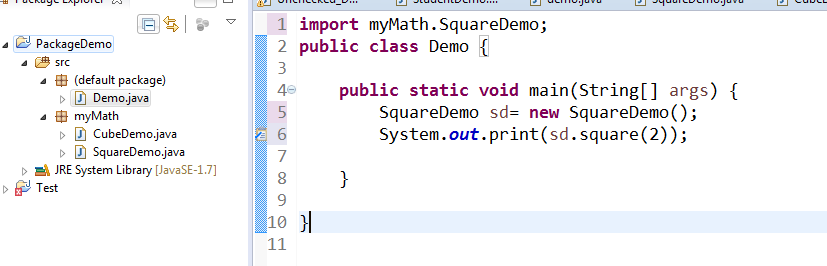 Package Explorer
Unchecked_D...
StudentDemo....
demo.java
SquareDemo.java
PackageDemo
src
(default package)
Demo.java
myMath
CubeDemo.java
SquareDemo.java
JRE System Library [JavaSE-1.7]
Test
1 import myMath.SquareDemo;
2 public class Demo {
3
4 public static void main(String[] args) {
5 SquareDemo sd= new SquareDemo();
6 System.out.print(sd.square(2));
7
8 }
9
10 }
11